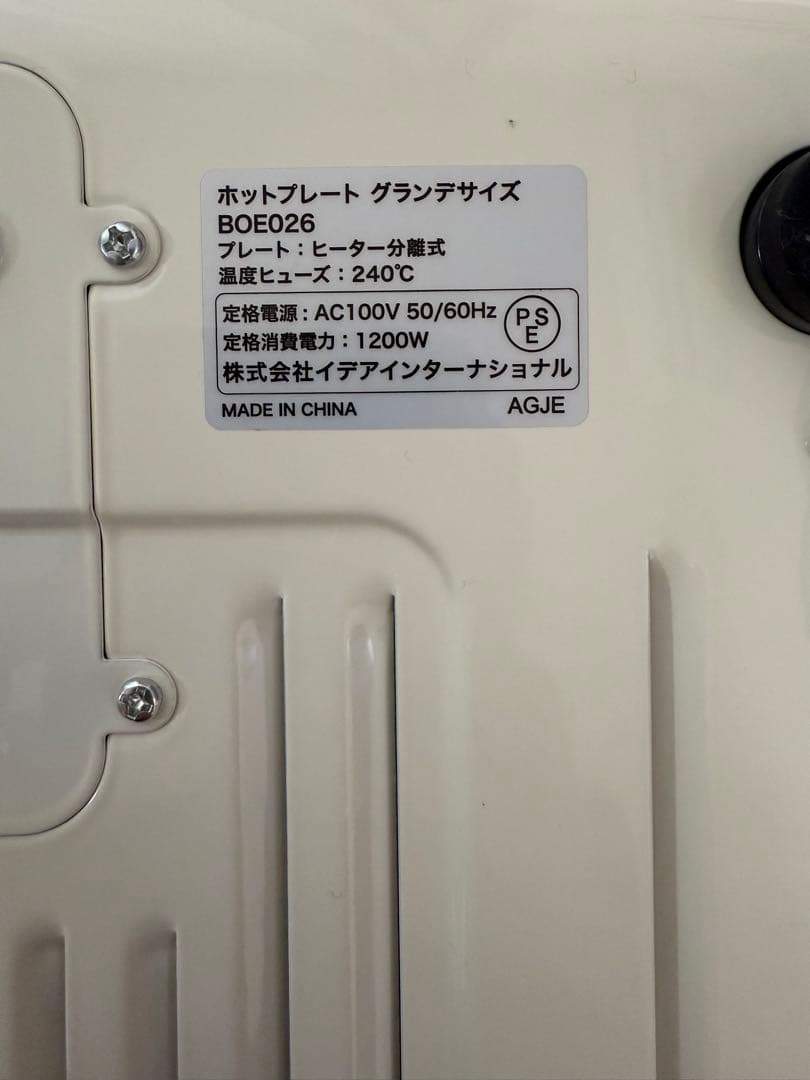 ホットプレート グランデサイズ
BOE026
プレート：ヒーター分離式
温度ヒューズ：240℃
定格電源：AC100V 50/60Hz
定格消費電力：1200W
PSE
株式会社イデアインターナショナル
MADE IN CHINA
AGJE